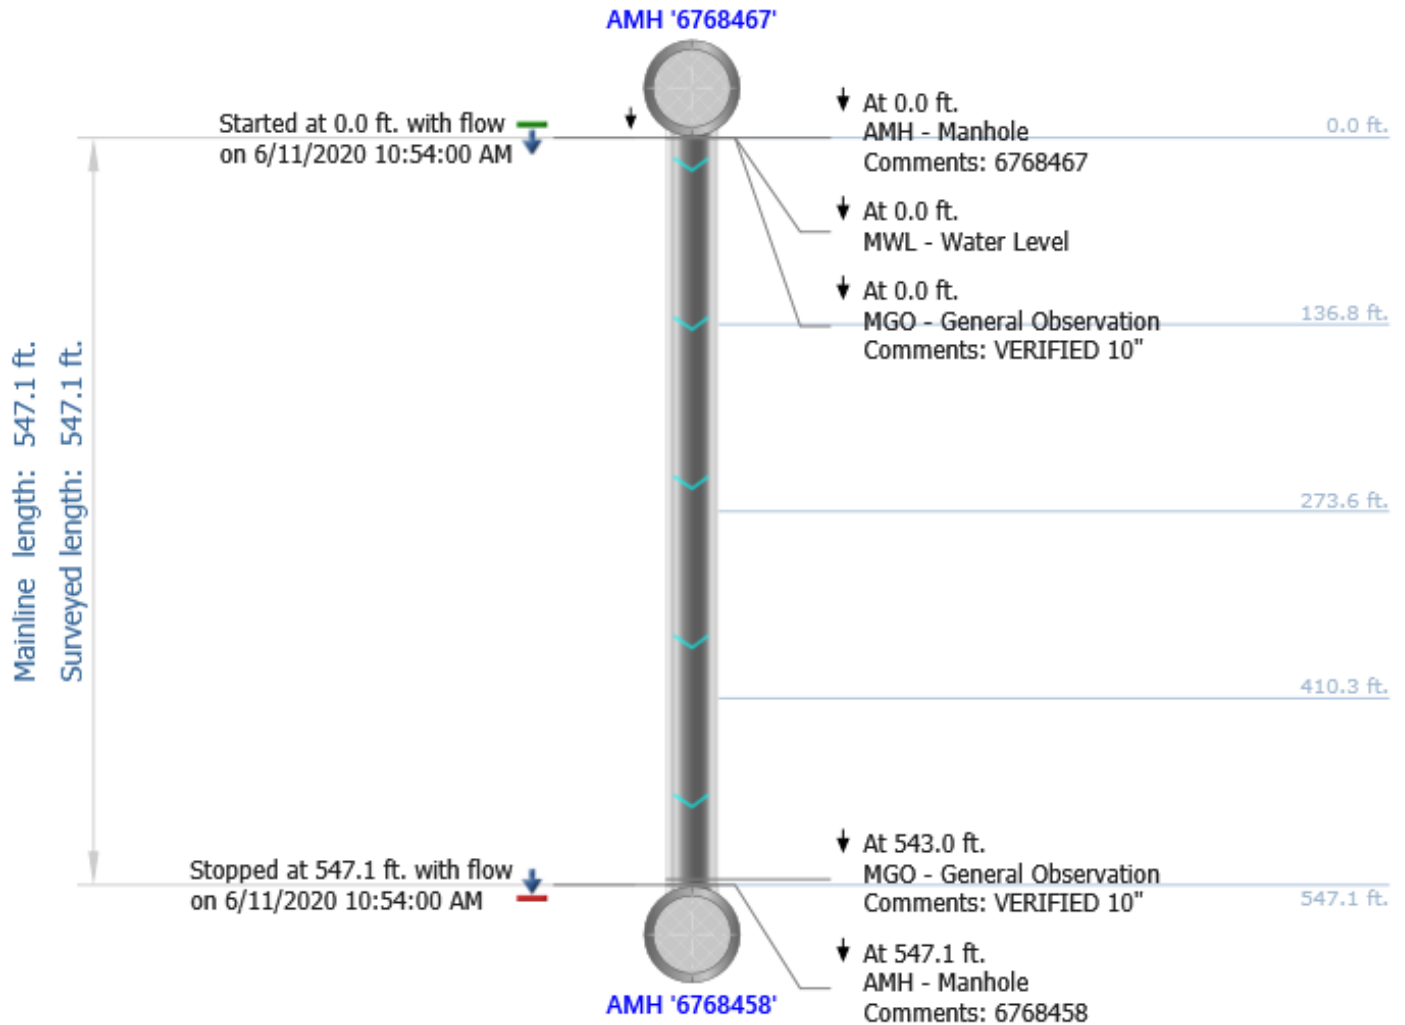 AMH '6768467'
Started at 0.0 ft. with flow
on 6/11/2020 10:54:00 AM
At 0.0 ft.
AMH - Manhole
Comments: 6768467
0.0 ft.
At 0.0 ft.
MWL - Water Level
At 0.0 ft.
MGO - General Observation
Comments: VERIFIED 10"
136.8 ft.
Mainline length: 547.1 ft.
Surveyed length: 547.1 ft.
273.6 ft.
410.3 ft.
Stopped at 547.1 ft. with flow
on 6/11/2020 10:54:00 AM
At 543.0 ft.
MGO - General Observation
Comments: VERIFIED 10"
547.1 ft.
At 547.1 ft.
AMH - Manhole
Comments: 6768458
AMH '6768458'